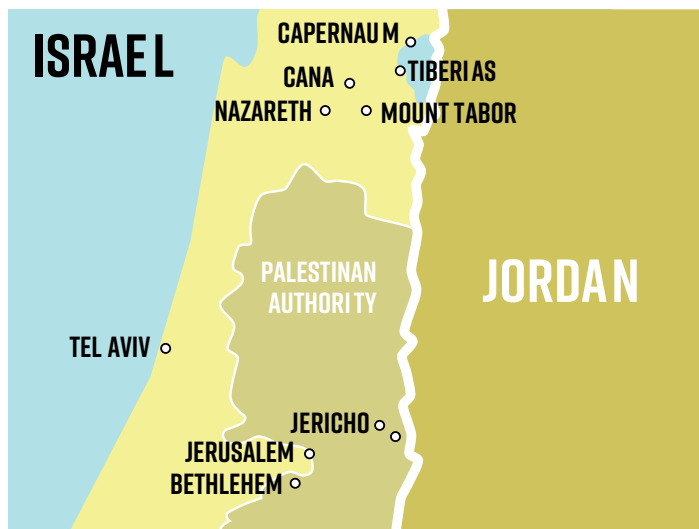 ISRAEL
CAPERNAUM
TIBERIAS
CANA
NAZARETH
MOUNT TABOR
PALESTINAN
AUTHORITY
JORDAN
TEL AVIV
JERICHO
JERUSALEM
BETHLEHEM